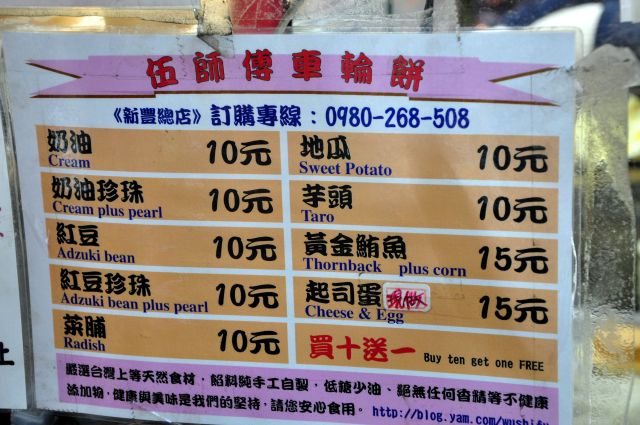 伍師傅車輪餅
《新豐總店》訂購專線：0980-268-508
奶油 10元
Cream
奶油珍珠 10元
Cream plus pearl
紅豆 10元
Adzuki bean
紅豆珍珠 10元
Adzuki bean plus pearl
菜脯 10元
Radish
地瓜 10元
Sweet Potato
芋頭 10元
Taro
黃金鮪魚 15元
Thornback plus corn
起司蛋 現做 15元
Cheese & Egg
買十送一 Buy ten get one FREE
嚴選台灣上等天然食材，餡料純手工自製，低糖少油、絕無任何香精等不健康
添加物，健康與美味是我們的堅持，請您安心食用。http://blog.yam.com/wushifu